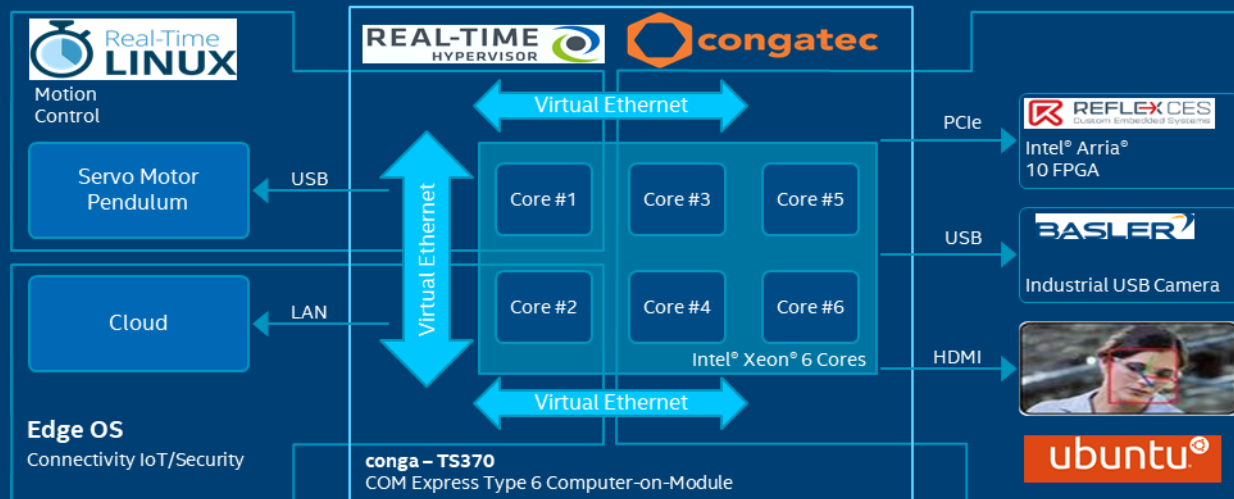 Real-Time
LINUX
Motion
Control
REAL-TIME
HYPERVISOR
congatec
Virtual Ethernet
Servo Motor
Pendulum
USB
Virtual Ethernet
Core #1
Core #3
Core #5
Core #2
Core #4
Core #6
Intel® Xeon® 6 Cores
Cloud
LAN
Virtual Ethernet
Edge OS
Connectivity IoT/Security
conga – TS370
COM Express Type 6 Computer-on-Module
PCIe
REFLEX CES
Custom Embedded Systems
Intel® Arria®
10 FPGA
USB
BASLER
Industrial USB Camera
HDMI
ubuntu®